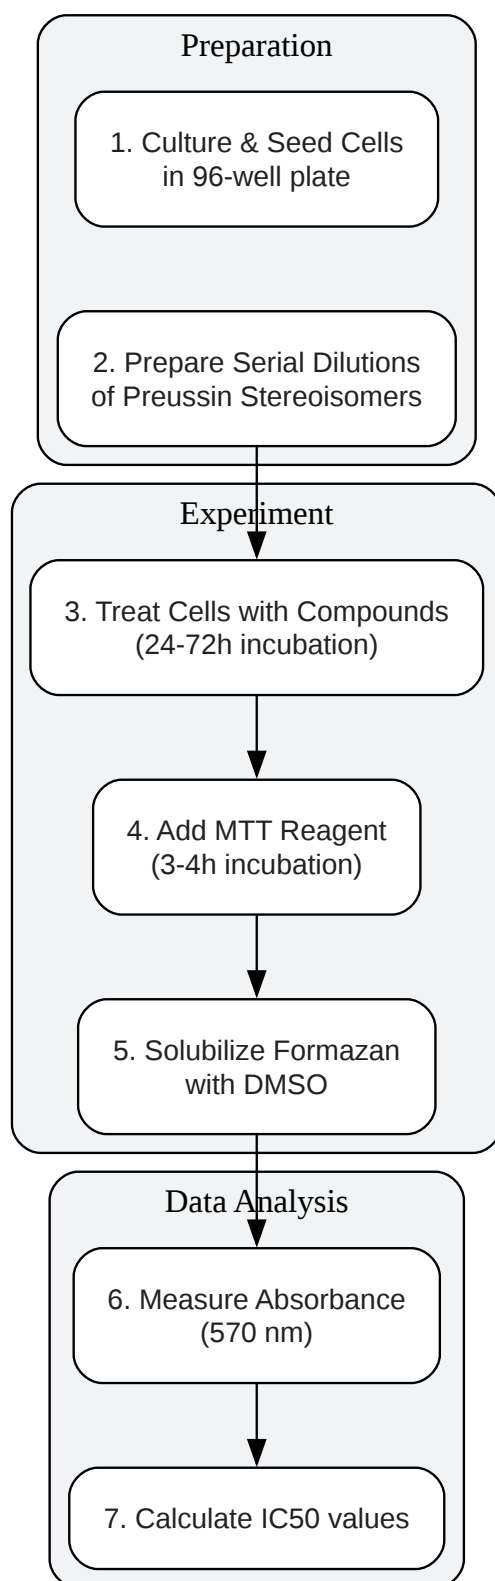 Preparation
1. Culture & Seed Cells
in 96-well plate
2. Prepare Serial Dilutions
of Preussin Stereoisomers
Experiment
3. Treat Cells with Compounds
(24-72h incubation)
4. Add MTT Reagent
(3-4h incubation)
5. Solubilize Formazan
with DMSO
Data Analysis
6. Measure Absorbance
(570 nm)
7. Calculate IC50 values